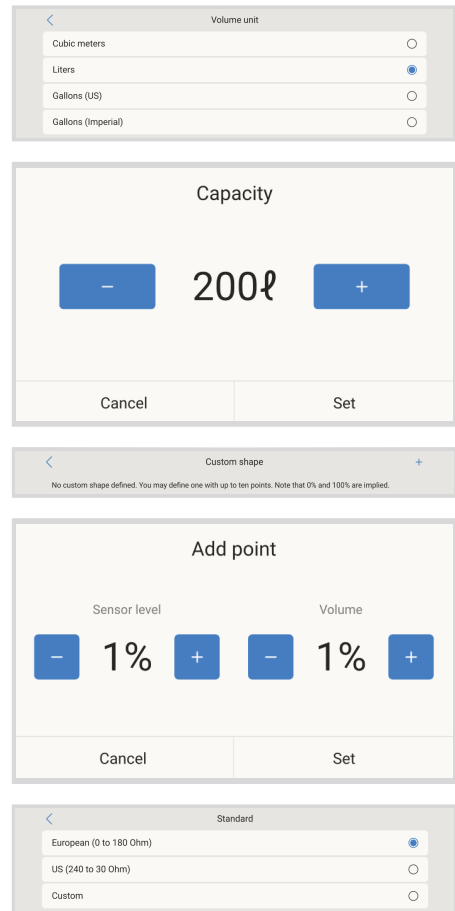 Volume unit
Cubic meters
Liters
Gallons (US)
Gallons (Imperial)
Capacity
− 200ℓ +
Cancel Set
Custom shape +
No custom shape defined. You may define one with up to ten points. Note that 0% and 100% are implied.
Add point
Sensor level Volume
− 1% + − 1% +
Cancel Set
Standard
European (0 to 180 Ohm)
US (240 to 30 Ohm)
Custom